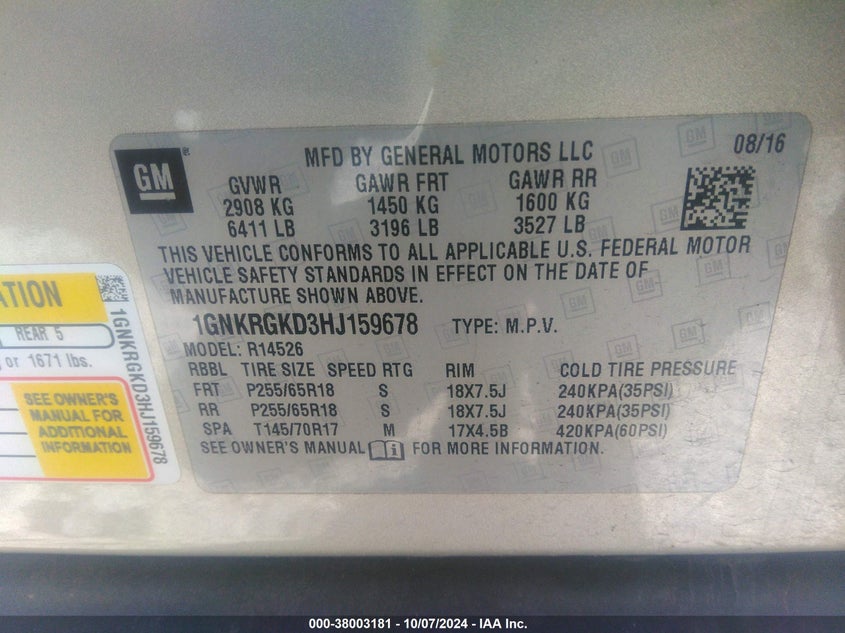 GM
MFD BY GENERAL MOTORS LLC
08/16
GVWR GAWR FRT GAWR RR
2908 KG 1450 KG 1600 KG
6411 LB 3196 LB 3527 LB
THIS VEHICLE CONFORMS TO ALL APPLICABLE U.S. FEDERAL MOTOR
VEHICLE SAFETY STANDARDS IN EFFECT ON THE DATE OF
MANUFACTURE SHOWN ABOVE.
1GNKRGKD3HJ159678 TYPE: M.P.V.
MODEL: R14526
RBBL TIRE SIZE SPEED RTG RIM COLD TIRE PRESSURE
FRT P255/65R18 S 18X7.5J 240KPA(35PSI)
RR P255/65R18 S 18X7.5J 240KPA(35PSI)
SPA T145/70R17 M 17X4.5B 420KPA(60PSI)
SEE OWNER'S MANUAL FOR MORE INFORMATION.
ATION
REAR 5
or 1671 lbs.
SEE OWNER'S
MANUAL FOR
ADDITIONAL
INFORMATION
1GNKRGKD3HJ159678
000-38003181 - 10/07/2024 - IAA Inc.